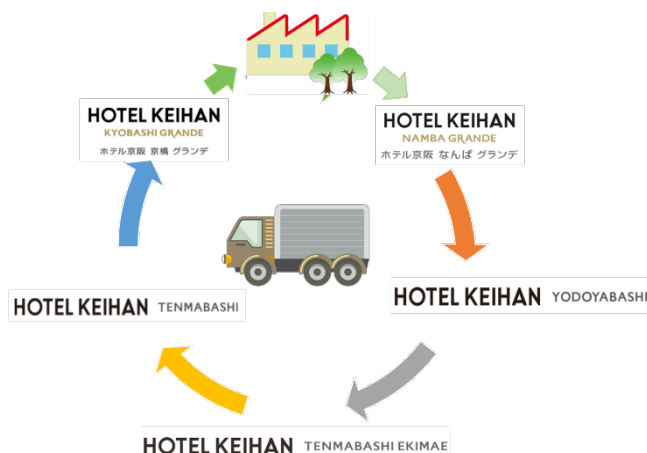 HOTEL KEIHAN
KYOBASHI GRANDE
ホテル京阪 京橋 グランデ
HOTEL KEIHAN
NAMBA GRANDE
ホテル京阪 なんば グランデ
HOTEL KEIHAN TENMABASHI
HOTEL KEIHAN YODOYABASHI
HOTEL KEIHAN TENMABASHI EKIMAE